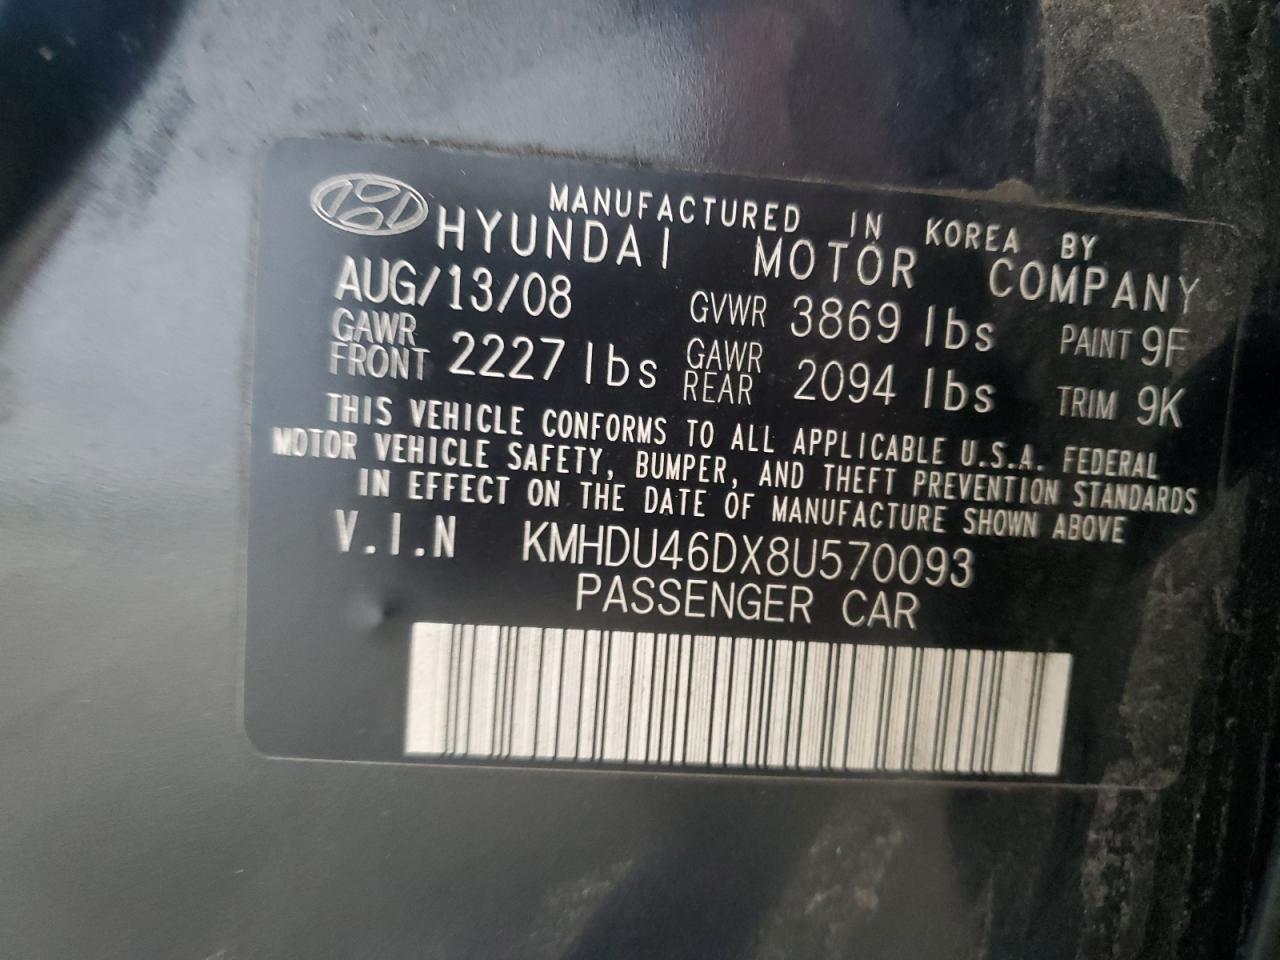 MANUFACTURED IN KOREA BY
HYUNDAI MOTOR COMPANY
AUG/13/08 GVWR 3869 lbs PAINT 9F
GAWR FRONT 2227 lbs GAWR REAR 2094 lbs TRIM 9K
THIS VEHICLE CONFORMS TO ALL APPLICABLE U.S.A. FEDERAL
MOTOR VEHICLE SAFETY, BUMPER, AND THEFT PREVENTION STANDARDS
IN EFFECT ON THE DATE OF MANUFACTURE SHOWN ABOVE
V.I.N KMHDU46DX8U570093
PASSENGER CAR